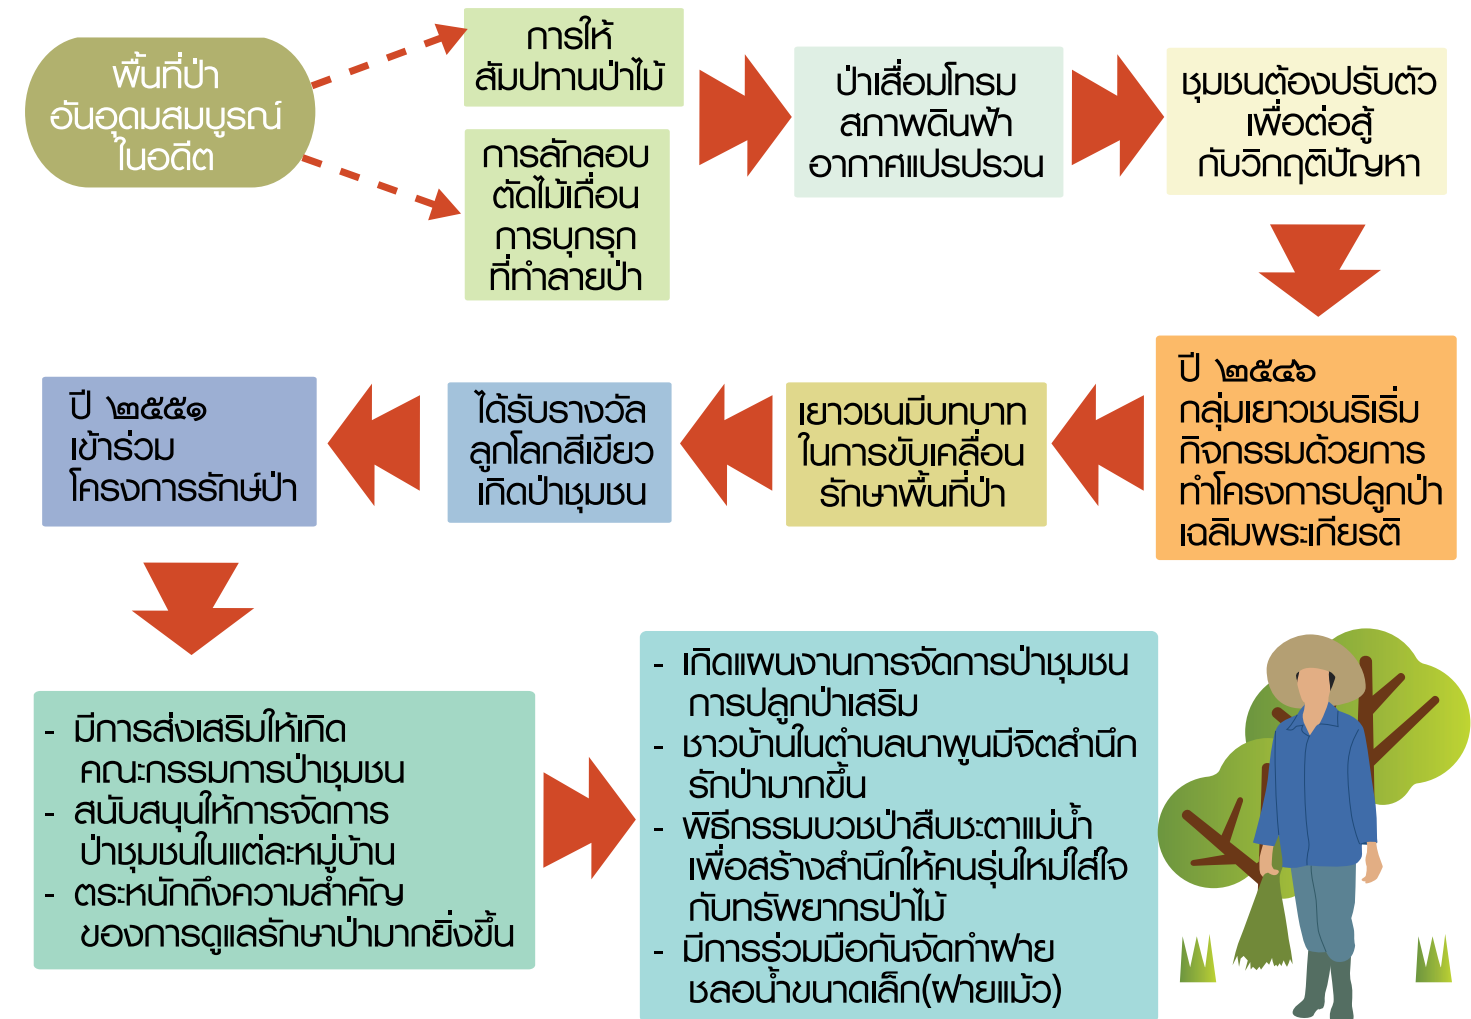 พื้นที่ป่า
อันอุดมสมบูรณ์
ในอดีต
การให้
สัมปทานป่าไม้
การลักลอบ
ตัดไม้เถื่อน
การบุกรุก
ที่ทำลายป่า
ป่าเสื่อมโทรม
สภาพดินฟ้า
อากาศแปรปรวน
ชุมชนต้องปรับตัว
เพื่อต่อสู้
กับวิกฤติปัญหา
ปี ๒๕๔๖
กลุ่มเยาวชนริเริ่ม
กิจกรรมด้วยการ
ทำโครงการปลูกป่า
เฉลิมพระเกียรติ
เยาวชนมีบทบาท
ในการขับเคลื่อน
รักษาพื้นที่ป่า
ได้รับรางวัล
ลูกโลกสีเขียว
เกิดป่าชุมชน
ปี ๒๕๕๑
เข้าร่วม
โครงการรักษ์ป่า
- มีการส่งเสริมให้เกิด
คณะกรรมการป่าชุมชน
- สนับสนุนให้การจัดการ
ป่าชุมชนในแต่ละหมู่บ้าน
- ตระหนักถึงความสำคัญ
ของการดูแลรักษาป่ามากยิ่งขึ้น
- เกิดแผนงานการจัดการป่าชุมชน
การปลูกป่าเสริม
- ชาวบ้านในตำบลนาพูนมีจิตสำนึก
รักป่ามากขึ้น
- พิธีกรรมบวชป่าสืบชะตาแม่น้ำ
เพื่อสร้างสำนึกให้คนรุ่นใหม่ใส่ใจ
กับทรัพยากรป่าไม้
- มีการร่วมมือกันจัดทำฝาย
ชลอน้ำขนาดเล็ก(ฝายแม้ว)